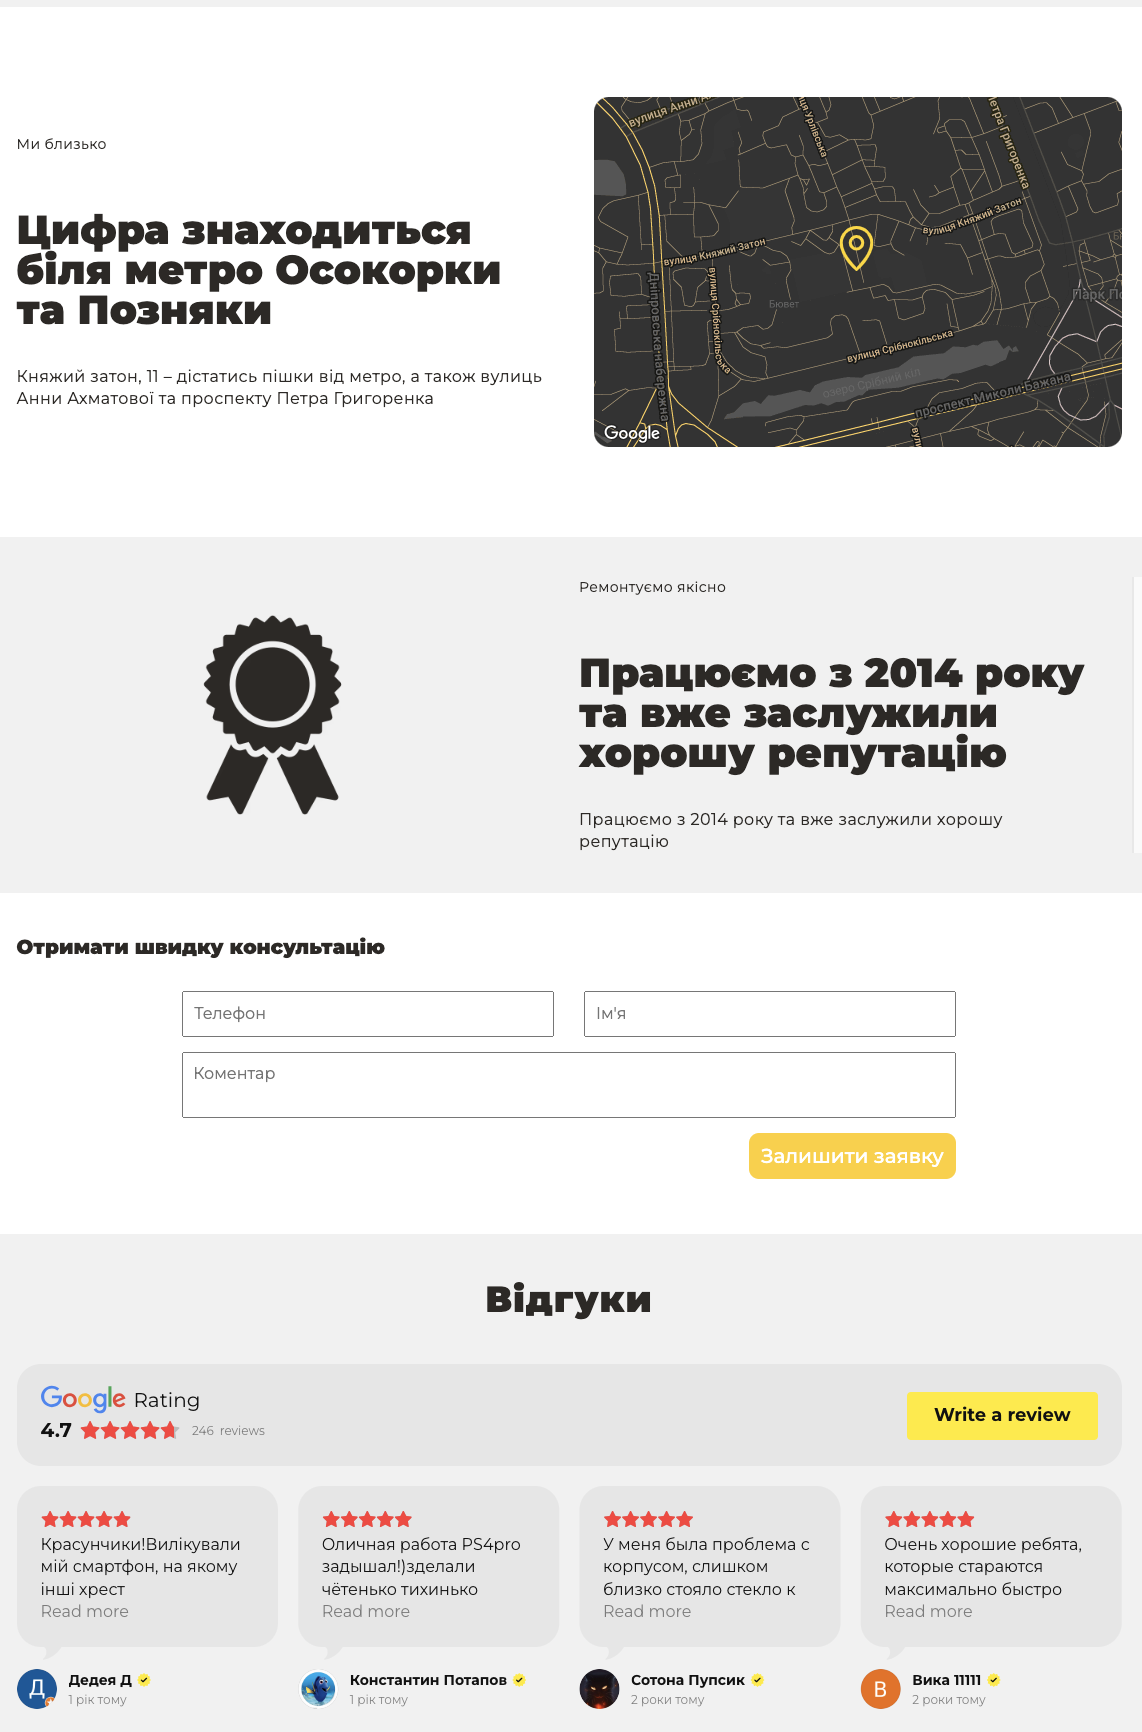 Ми близько
Цифра знаходиться
біля метро Осокорки
та Позняки
Княжий затон, 11 – дістатись пішки від метро, а також вулиць
Анни Ахматової та проспекту Петра Григоренка
вулиця Анни
Урлівська
Петра Григоренка
вулиця Княжий Затон
вулиця Княжий Затон
Дніпровська набережна
вулиця Срібнокільська
Бювет
Парк
вулиця Срібнокільська
озеро Срібний кіл
проспект Миколи Бажана
Google
Ремонтуємо якісно
Працюємо з 2014 року
та вже заслужили
хорошу репутацію
Працюємо з 2014 року та вже заслужили хорошу
репутацію
Отримати швидку консультацію
Телефон
Ім'я
Коментар
Залишити заявку
Відгуки
Google Rating
4.7 246 reviews
Write a review
Красунчики!Вилікували
мій смартфон, на якому
інші хрест
Read more
Дедея Д
1 рік тому
Оличная работа PS4pro
задышал!)зделали
чётенько тихинько
Read more
Константин Потапов
1 рік тому
У меня была проблема с
корпусом, слишком
близко стояло стекло к
Read more
Сотона Пупсик
2 роки тому
Очень хорошие ребята,
которые стараются
максимально быстро
Read more
Вика 11111
2 роки тому
Д
В